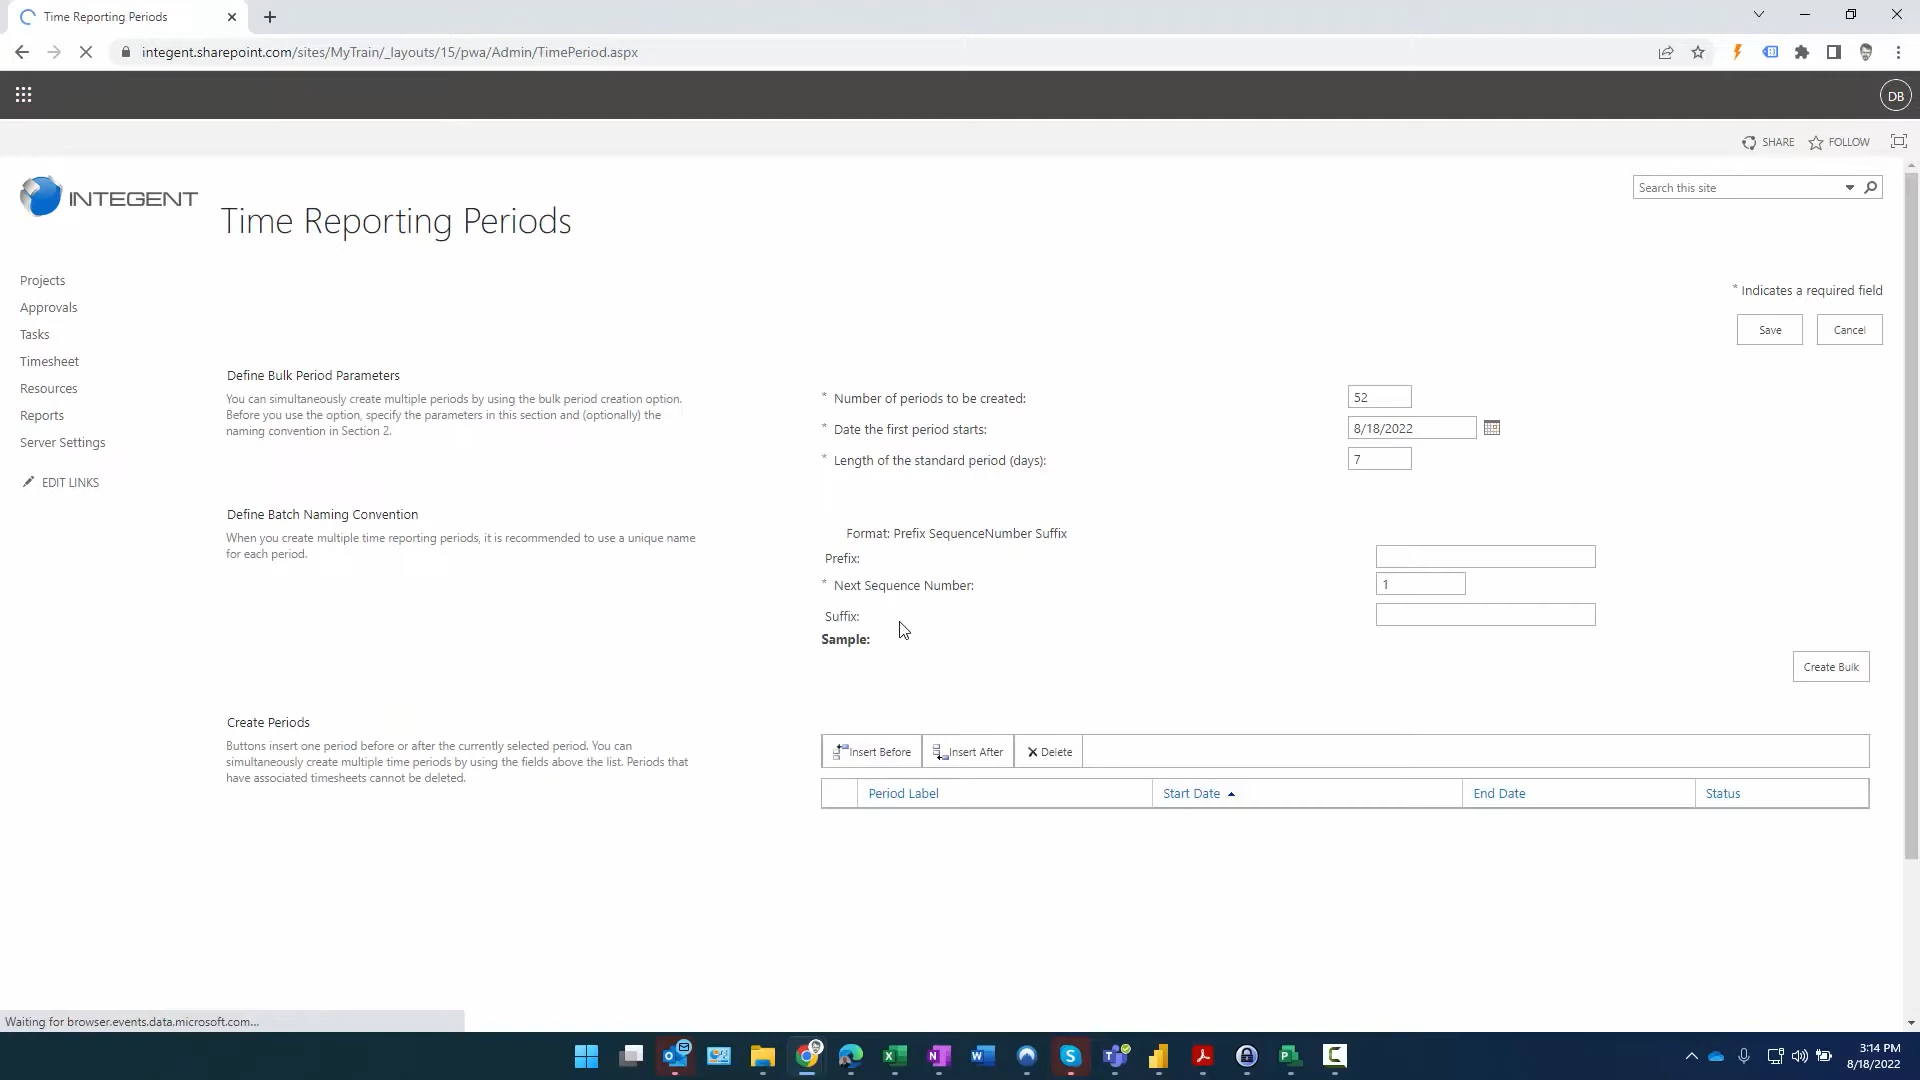 Time Reporting Periods
integent.sharepoint.com/sites/MyTrain/_layouts/15/pwa/Admin/TimePeriod.aspx
DB
SHARE
FOLLOW
INTEGENT
Time Reporting Periods
Search this site
Projects
Approvals
Tasks
Timesheet
Resources
Reports
Server Settings
EDIT LINKS
* Indicates a required field
Save
Cancel
Define Bulk Period Parameters
You can simultaneously create multiple periods by using the bulk period creation option.
Before you use the option, specify the parameters in this section and (optionally) the
naming convention in Section 2.
* Number of periods to be created:
52
* Date the first period starts:
8/18/2022
* Length of the standard period (days):
7
Define Batch Naming Convention
When you create multiple time reporting periods, it is recommended to use a unique name
for each period.
Format: Prefix SequenceNumber Suffix
Prefix:
* Next Sequence Number:
1
Suffix:
Sample:
Create Bulk
Create Periods
Buttons insert one period before or after the currently selected period. You can
simultaneously create multiple time periods by using the fields above the list. Periods that
have associated timesheets cannot be deleted.
Insert Before
Insert After
Delete
Period Label
Start Date
End Date
Status
Waiting for browser.events.data.microsoft.com...
3:14 PM
8/18/2022